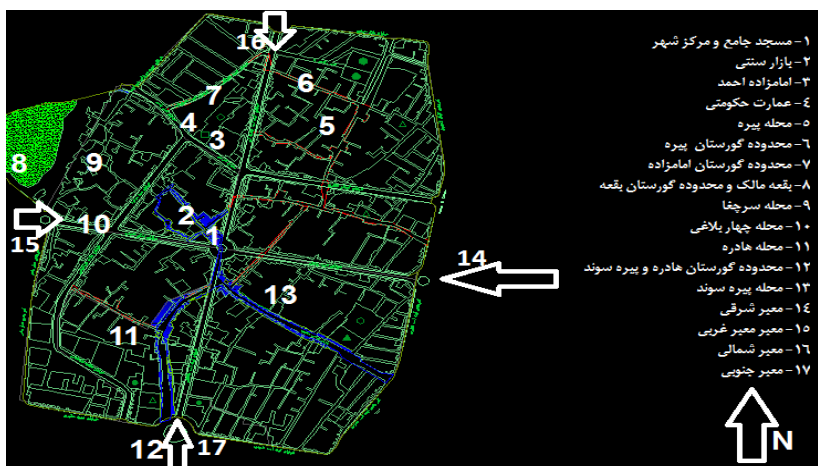 ۱- مسجد جامع و مرکز شهر
۲- بازار سنتی
۳- امامزاده احمد
٤- عمارت حکومتی
۵- محله پیره
۶- محدوده گورستان پیره
۷- محدوده گورستان امامزاده
۸- بقعه مالک و محدوده گورستان بقعه
۹- محله سرچغا
۱۰- محله چهار بلاغی
۱۱- محله هادره
۱۲- محدوده گورستان هادره و پیره سوند
۱۳- محله پیره سوند
۱٤- معبر شرقی
۱۵- معبر معبر غربی
۱۶- معبر شمالی
۱۷- معبر جنوبی
16
6
7
5
4
3
8
9
2
10
15
1
14
13
11
12
17
N